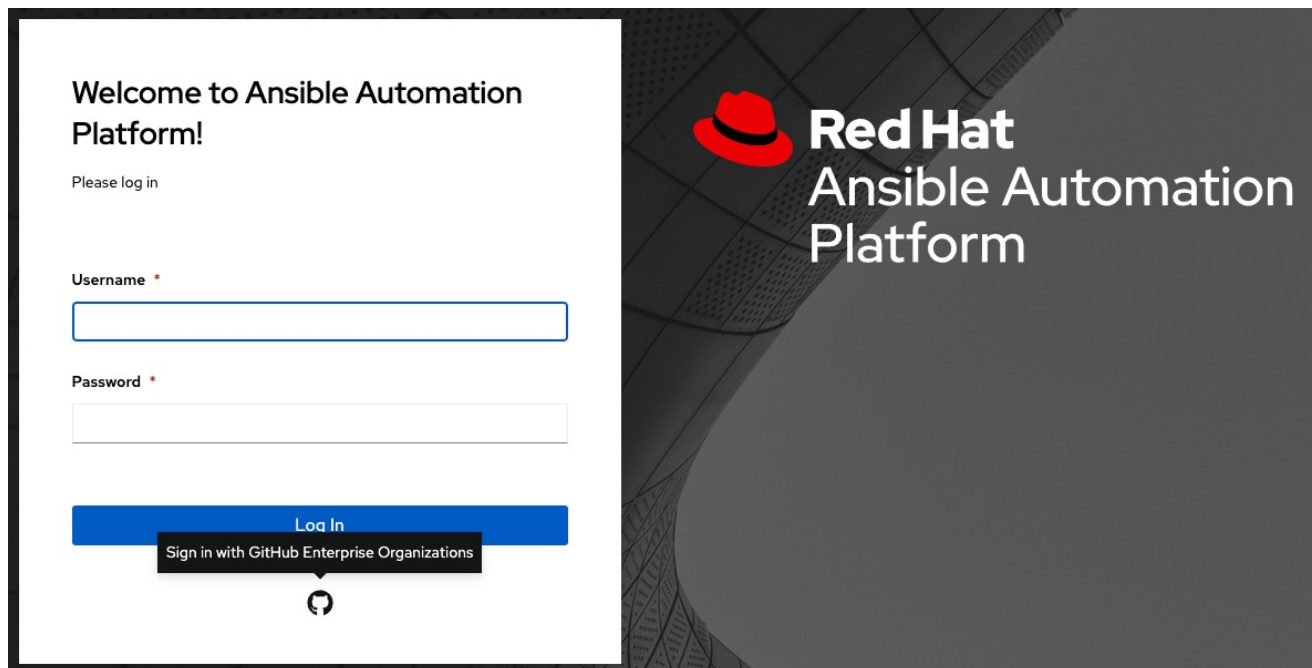 Welcome to Ansible Automation
Platform!
Please log in
Username *
Password *
Log In
Sign in with GitHub Enterprise Organizations
Red Hat
Ansible Automation
Platform